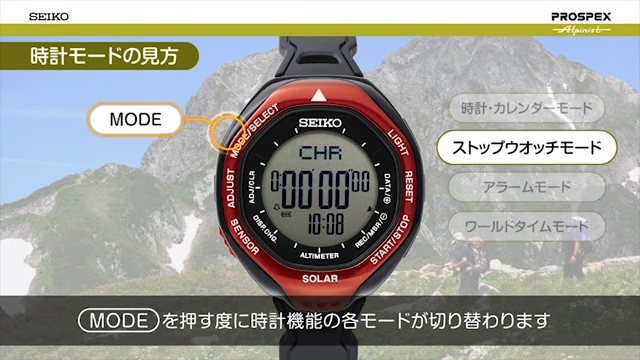 SEIKO
PROSPEX
Alpinist
時計モードの見方
MODE
MODE/SELECT
LIGHT
SEIKO
CHR
0:00'00"00
10:08
ADJUST
ADJ/CLR
DATA/⊕
RESET
DISP.CHG.
REC/MSR/⊖
SENSOR
START/STOP
ALTIMETER
SOLAR
時計・カレンダーモード
ストップウオッチモード
アラームモード
ワールドタイムモード
MODE を押す度に時計機能の各モードが切り替わります